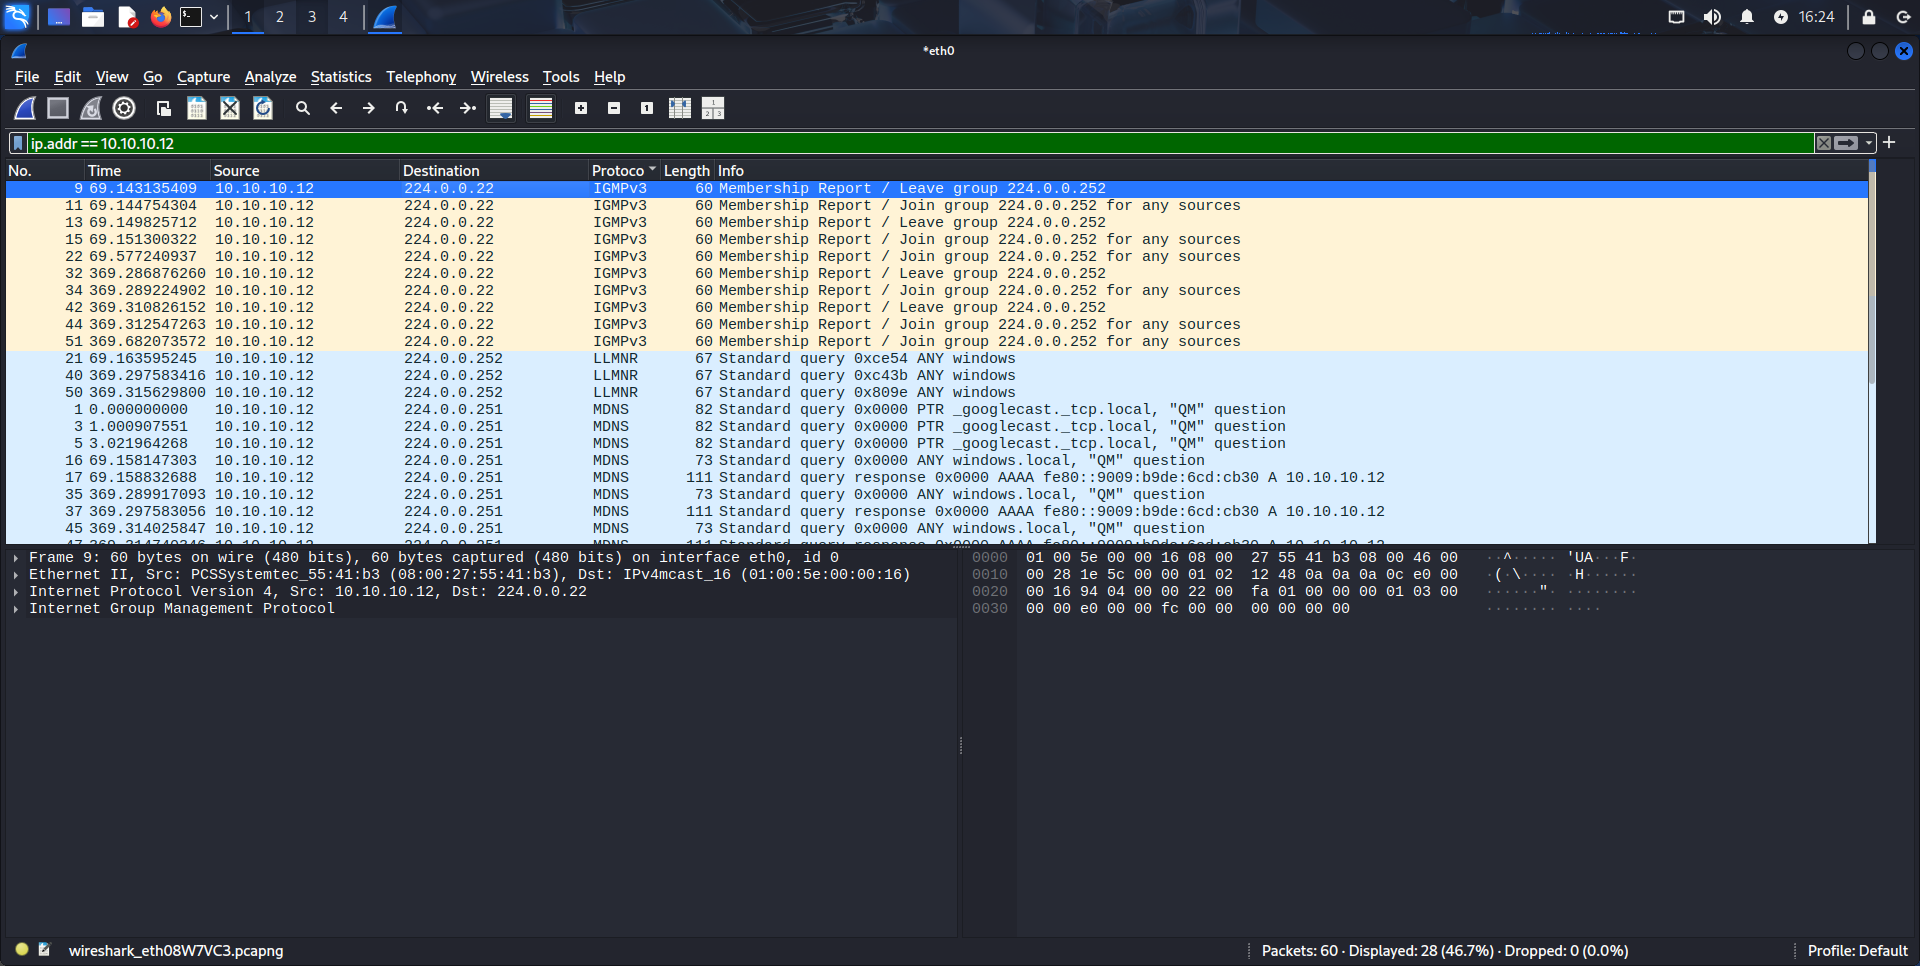 1 2 3 4 16:24
*eth0
File Edit View Go Capture Analyze Statistics Telephony Wireless Tools Help
ip.addr == 10.10.10.12
No. Time Source Destination Protoco Length Info
9 69.143135409 10.10.10.12 224.0.0.22 IGMPv3 60 Membership Report / Leave group 224.0.0.252
11 69.144754304 10.10.10.12 224.0.0.22 IGMPv3 60 Membership Report / Join group 224.0.0.252 for any sources
13 69.149825712 10.10.10.12 224.0.0.22 IGMPv3 60 Membership Report / Leave group 224.0.0.252
15 69.151300322 10.10.10.12 224.0.0.22 IGMPv3 60 Membership Report / Join group 224.0.0.252 for any sources
22 69.577240937 10.10.10.12 224.0.0.22 IGMPv3 60 Membership Report / Join group 224.0.0.252 for any sources
32 369.286876260 10.10.10.12 224.0.0.22 IGMPv3 60 Membership Report / Leave group 224.0.0.252
34 369.289224902 10.10.10.12 224.0.0.22 IGMPv3 60 Membership Report / Join group 224.0.0.252 for any sources
42 369.310826152 10.10.10.12 224.0.0.22 IGMPv3 60 Membership Report / Leave group 224.0.0.252
44 369.312547263 10.10.10.12 224.0.0.22 IGMPv3 60 Membership Report / Join group 224.0.0.252 for any sources
51 369.682073572 10.10.10.12 224.0.0.22 IGMPv3 60 Membership Report / Join group 224.0.0.252 for any sources
21 69.163595245 10.10.10.12 224.0.0.252 LLMNR 67 Standard query 0xce54 ANY windows
40 369.297583416 10.10.10.12 224.0.0.252 LLMNR 67 Standard query 0xc43b ANY windows
50 369.315629800 10.10.10.12 224.0.0.252 LLMNR 67 Standard query 0x809e ANY windows
1 0.000000000 10.10.10.12 224.0.0.251 MDNS 82 Standard query 0x0000 PTR _googlecast._tcp.local, "QM" question
3 1.000907551 10.10.10.12 224.0.0.251 MDNS 82 Standard query 0x0000 PTR _googlecast._tcp.local, "QM" question
5 3.021964268 10.10.10.12 224.0.0.251 MDNS 82 Standard query 0x0000 PTR _googlecast._tcp.local, "QM" question
16 69.158147303 10.10.10.12 224.0.0.251 MDNS 73 Standard query 0x0000 ANY windows.local, "QM" question
17 69.158832688 10.10.10.12 224.0.0.251 MDNS 111 Standard query response 0x0000 AAAA fe80::9009:b9de:6cd:cb30 A 10.10.10.12
35 369.289917093 10.10.10.12 224.0.0.251 MDNS 73 Standard query 0x0000 ANY windows.local, "QM" question
37 369.297583056 10.10.10.12 224.0.0.251 MDNS 111 Standard query response 0x0000 AAAA fe80::9009:b9de:6cd:cb30 A 10.10.10.12
45 369.314025847 10.10.10.12 224.0.0.251 MDNS 73 Standard query 0x0000 ANY windows.local, "QM" question
Frame 9: 60 bytes on wire (480 bits), 60 bytes captured (480 bits) on interface eth0, id 0
Ethernet II, Src: PCSSystemtec_55:41:b3 (08:00:27:55:41:b3), Dst: IPv4mcast_16 (01:00:5e:00:00:16)
Internet Protocol Version 4, Src: 10.10.10.12, Dst: 224.0.0.22
Internet Group Management Protocol
0000 01 00 5e 00 00 16 08 00 27 55 41 b3 08 00 46 00 ··^····· 'UA···F·
0010 00 28 1e 5c 00 00 01 02 12 48 0a 0a 0a 0c e0 00 ·(·\···· ·H······
0020 00 16 94 04 00 00 22 00 fa 01 00 00 00 01 03 00 ······"· ········
0030 00 00 e0 00 00 fc 00 00 00 00 00 00 ········ ····
wireshark_eth08W7VC3.pcapng Packets: 60 · Displayed: 28 (46.7%) · Dropped: 0 (0.0%) Profile: Default